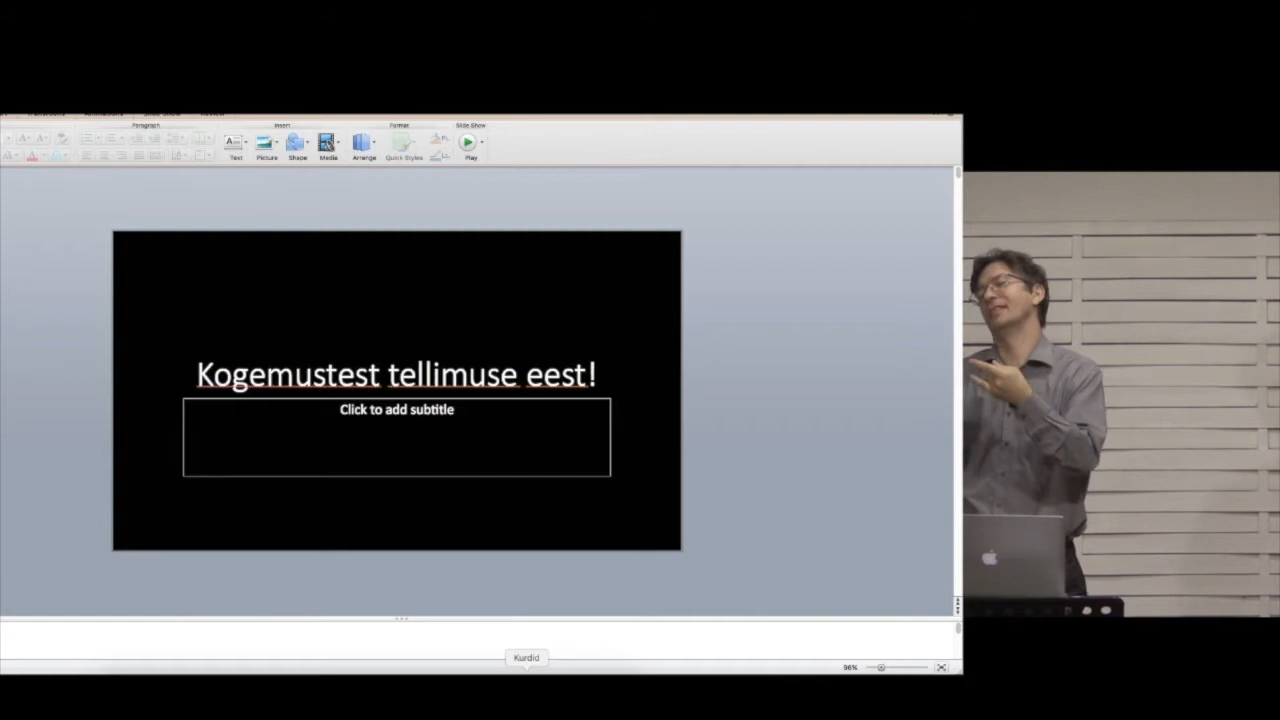 Paragraph
Insert
Format
Slide Show
Text
Picture
Shape
Media
Arrange
Quick Styles
Play
Kogemustest tellimuse eest!
Click to add subtitle
Kurdid
96%